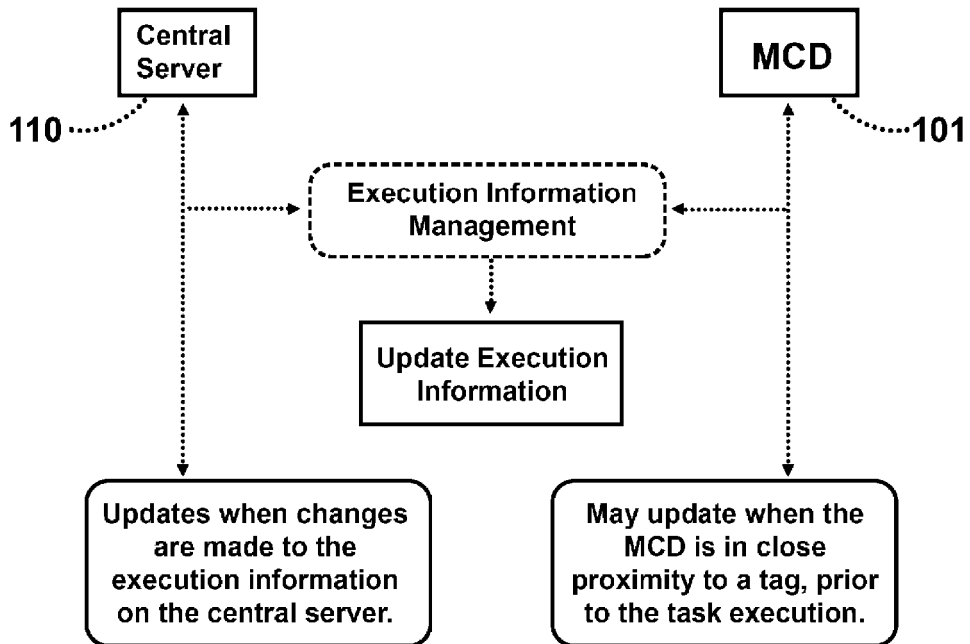 Central
Server
MCD
110
101
Execution Information
Management
Update Execution
Information
Updates when changes
are made to the
execution information
on the central server.
May update when the
MCD is in close
proximity to a tag, prior
to the task execution.